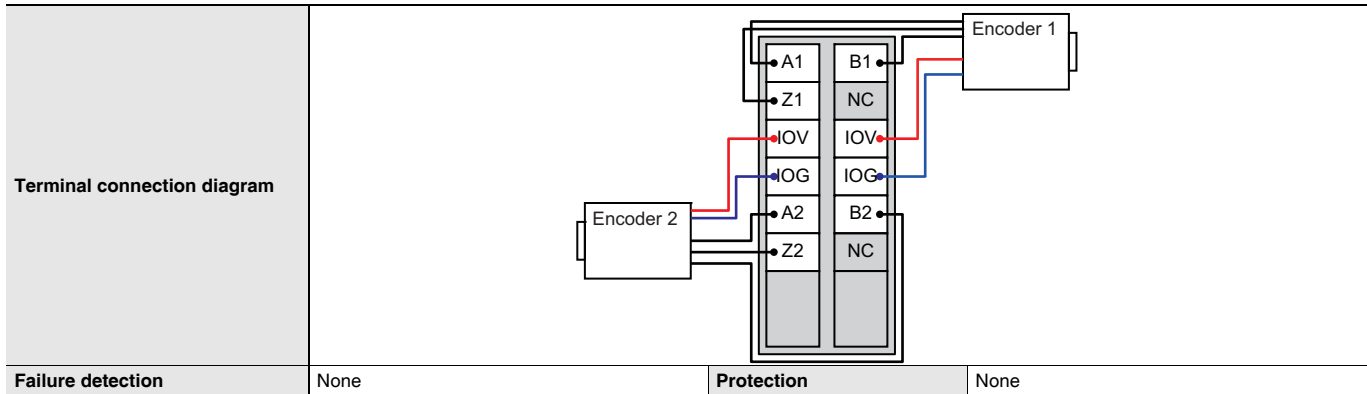 Terminal connection diagram
Encoder 1
A1 B1
Z1 NC
IOV IOV
IOG IOG
Encoder 2
A2 B2
Z2 NC
Failure detection None Protection None